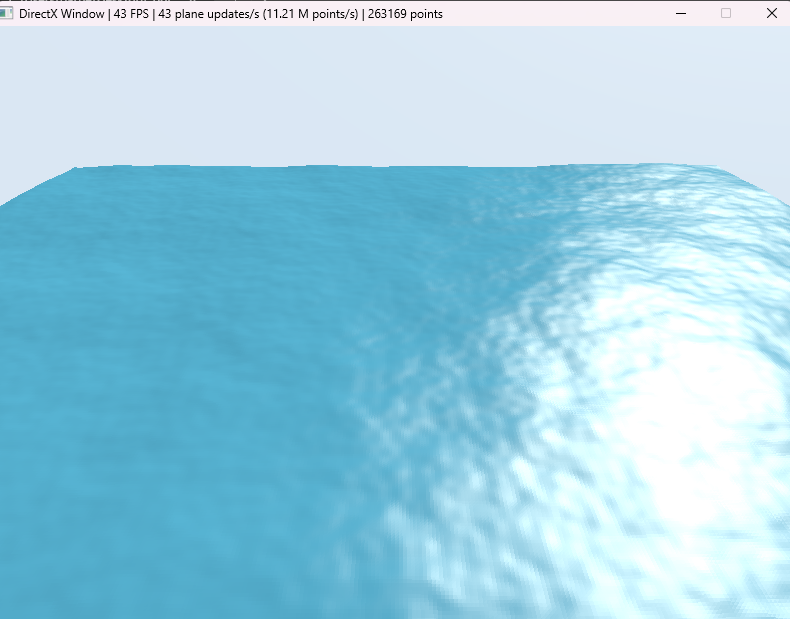 DirectX Window | 43 FPS | 43 plane updates/s (11.21 M points/s) | 263169 points